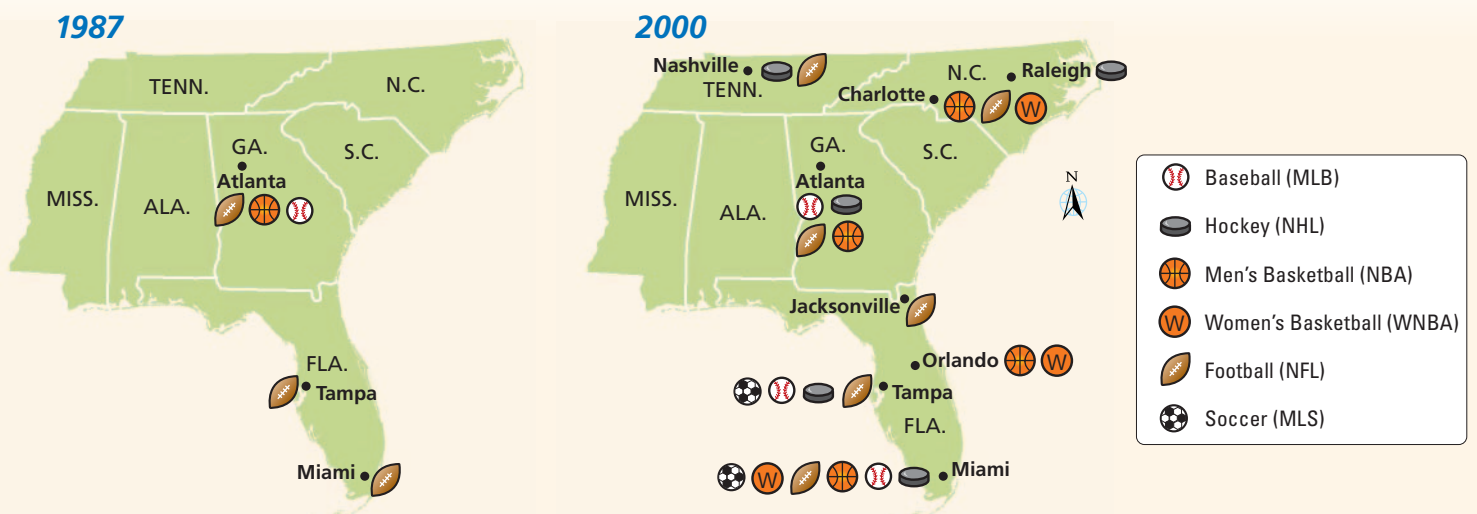 1987
TENN.
N.C.
MISS.
ALA.
GA.
Atlanta
S.C.
FLA.
Tampa
Miami
2000
Nashville
TENN.
N.C.
Raleigh
Charlotte
W
MISS.
ALA.
GA.
Atlanta
S.C.
Jacksonville
Orlando
W
Tampa
FLA.
W
Miami
N
Baseball (MLB)
Hockey (NHL)
Men's Basketball (NBA)
W
Women's Basketball (WNBA)
Football (NFL)
Soccer (MLS)